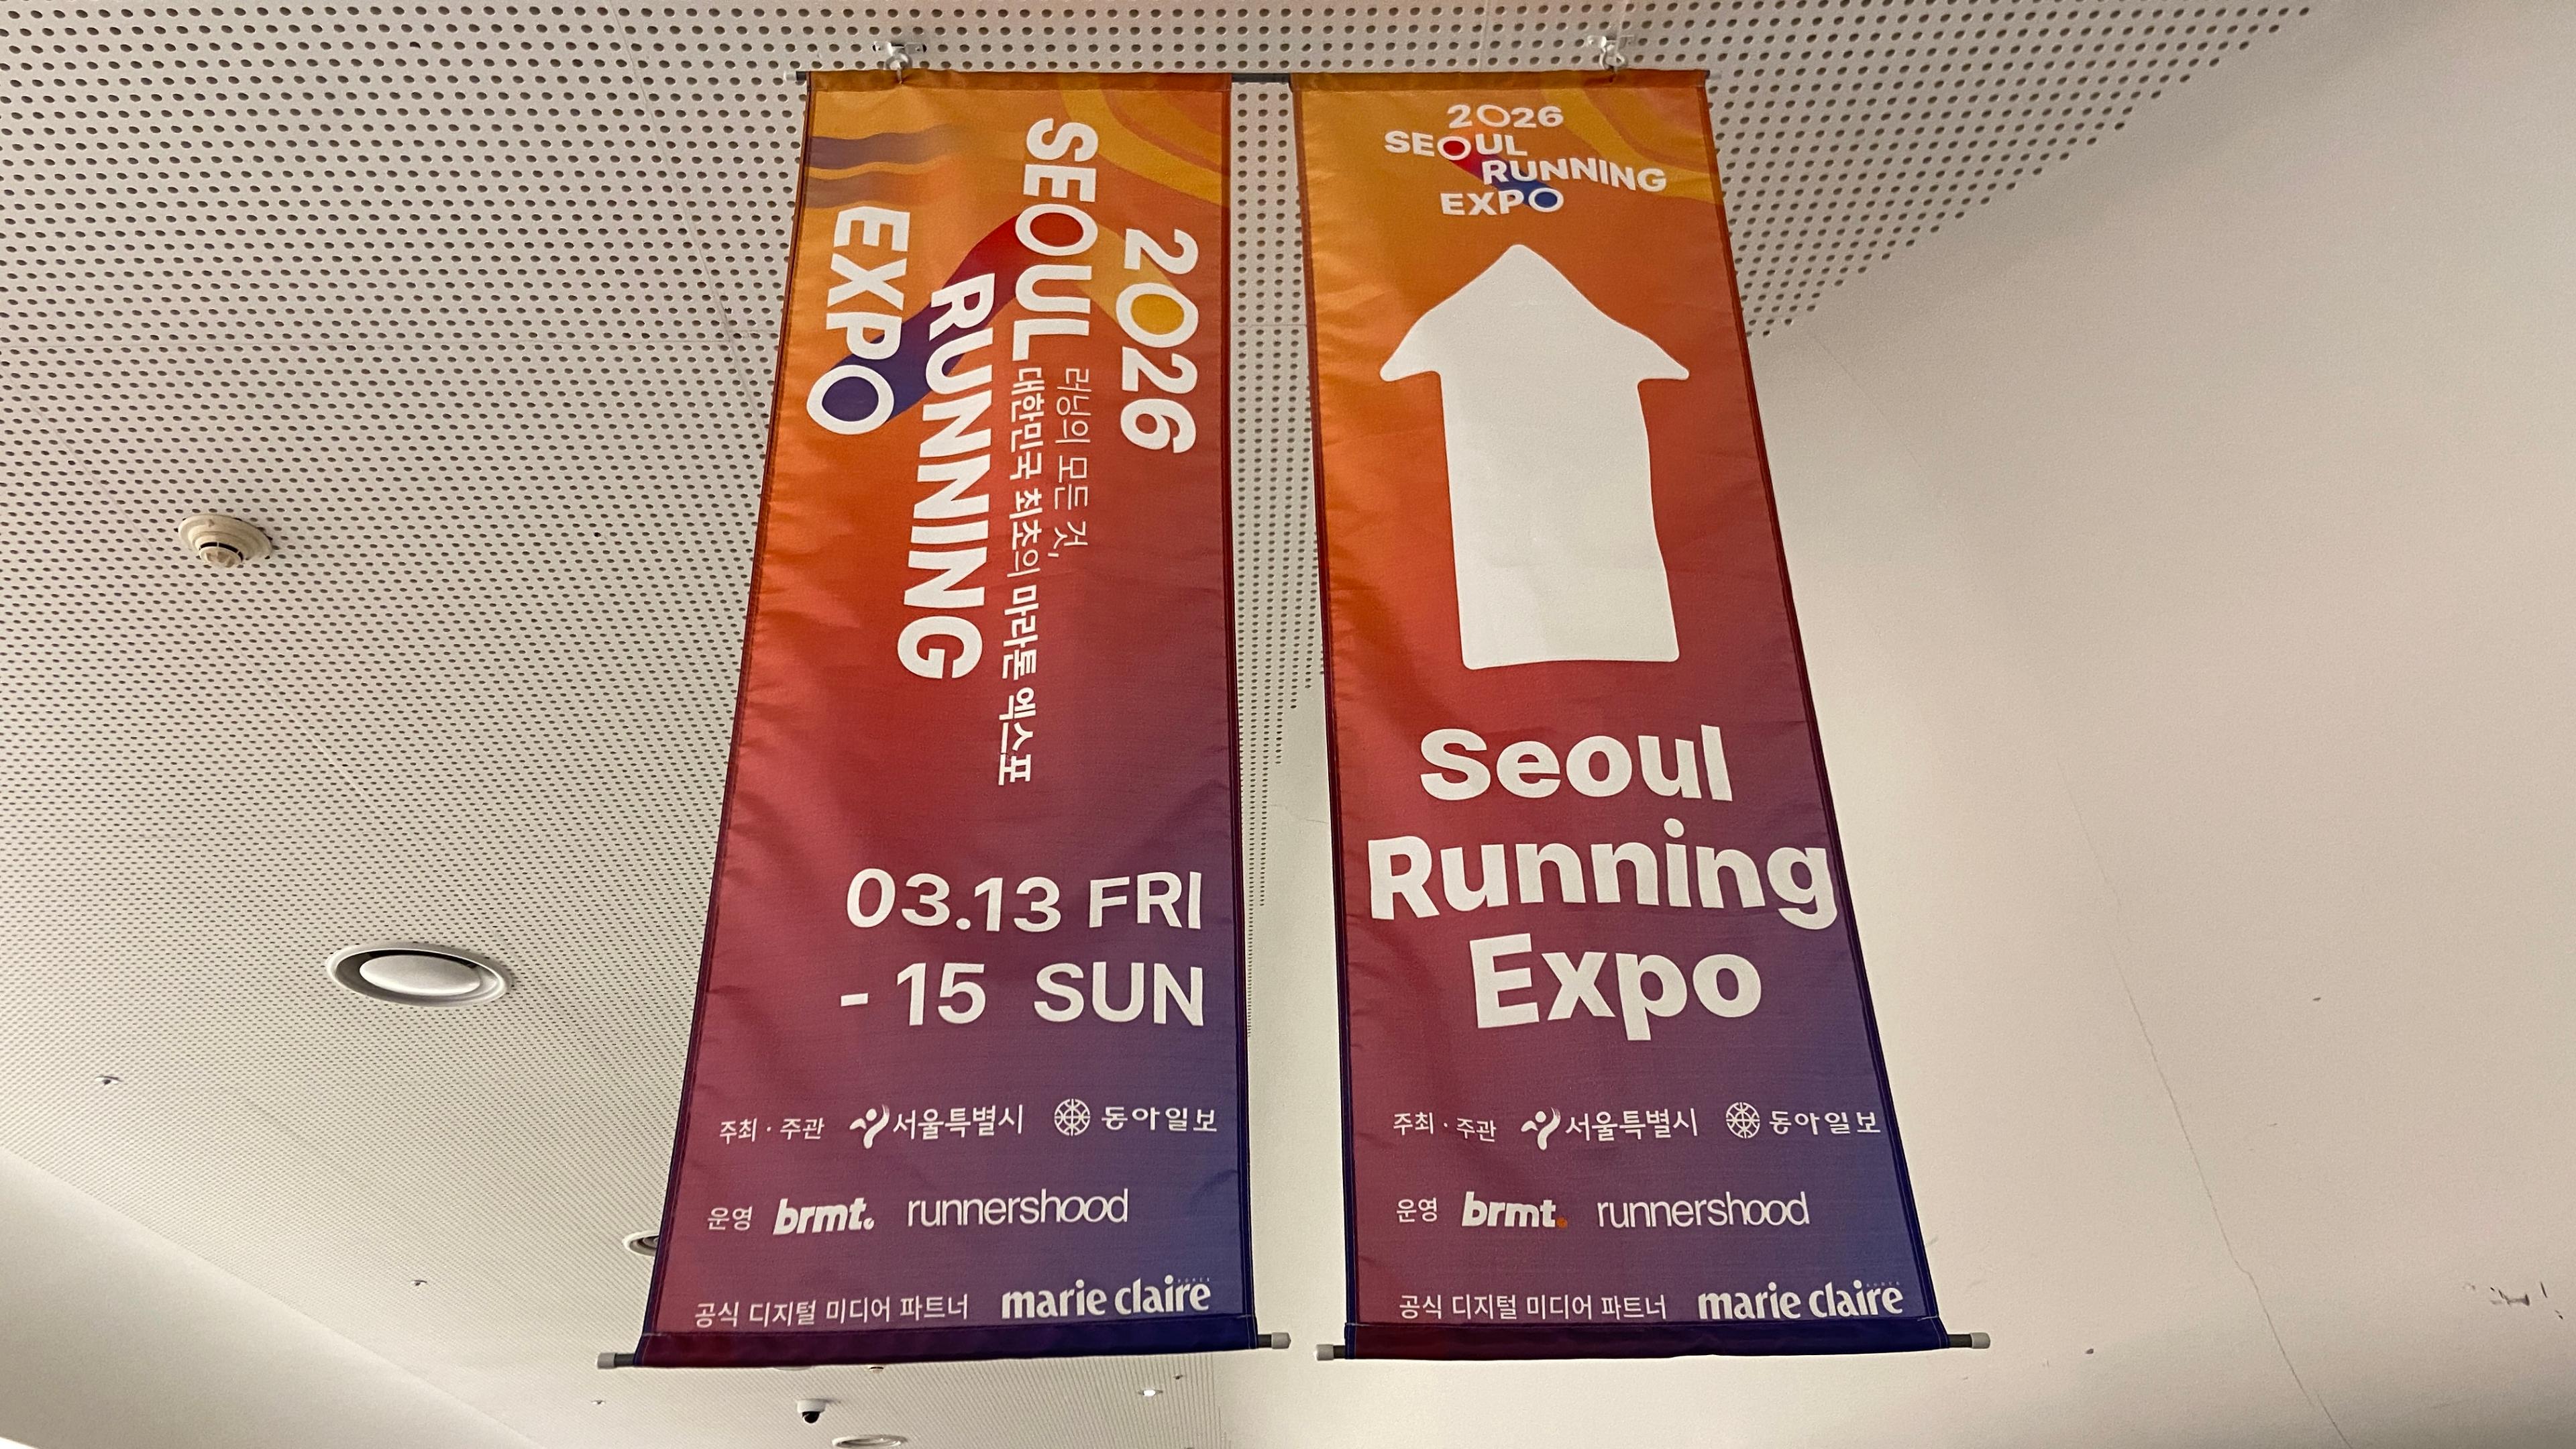 2026
SEOUL
RUNNING
EXPO
러닝의 모든 것,
대한민국 최초의 마라톤 엑스포
03.13 FRI
- 15 SUN
주최 · 주관 서울특별시 동아일보
운영 brmt. runnershood
공식 디지털 미디어 파트너 marie claire
2026
SEOUL
RUNNING
EXPO
Seoul
Running
Expo
주최 · 주관 서울특별시 동아일보
운영 brmt. runnershood
공식 디지털 미디어 파트너 marie claire